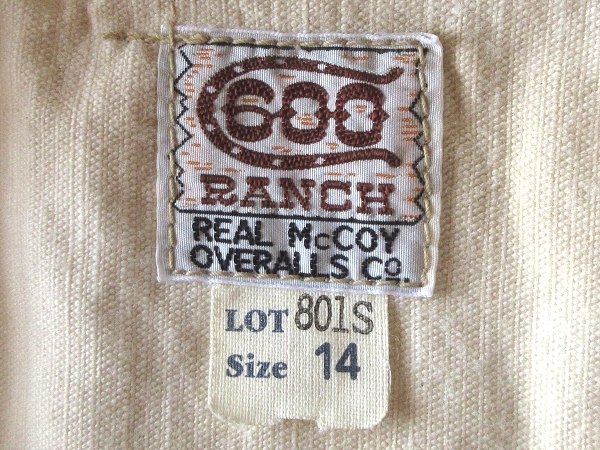 600
RANCH
REAL McCOY
OVERALLS Co.
LOT 801S
Size 14